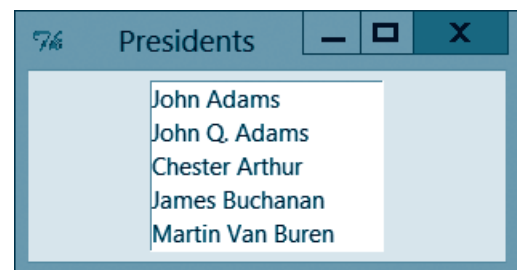 Presidents
John Adams
John Q. Adams
Chester Arthur
James Buchanan
Martin Van Buren